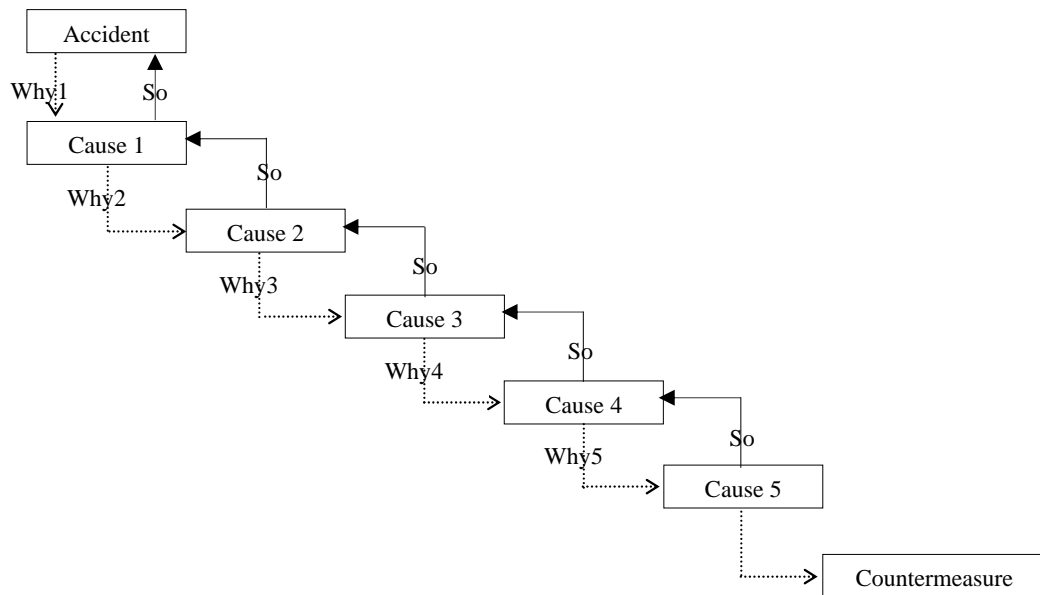 Accident
Why1
So
Cause 1
Why2
So
Cause 2
Why3
So
Cause 3
Why4
So
Cause 4
Why5
So
Cause 5
Countermeasure